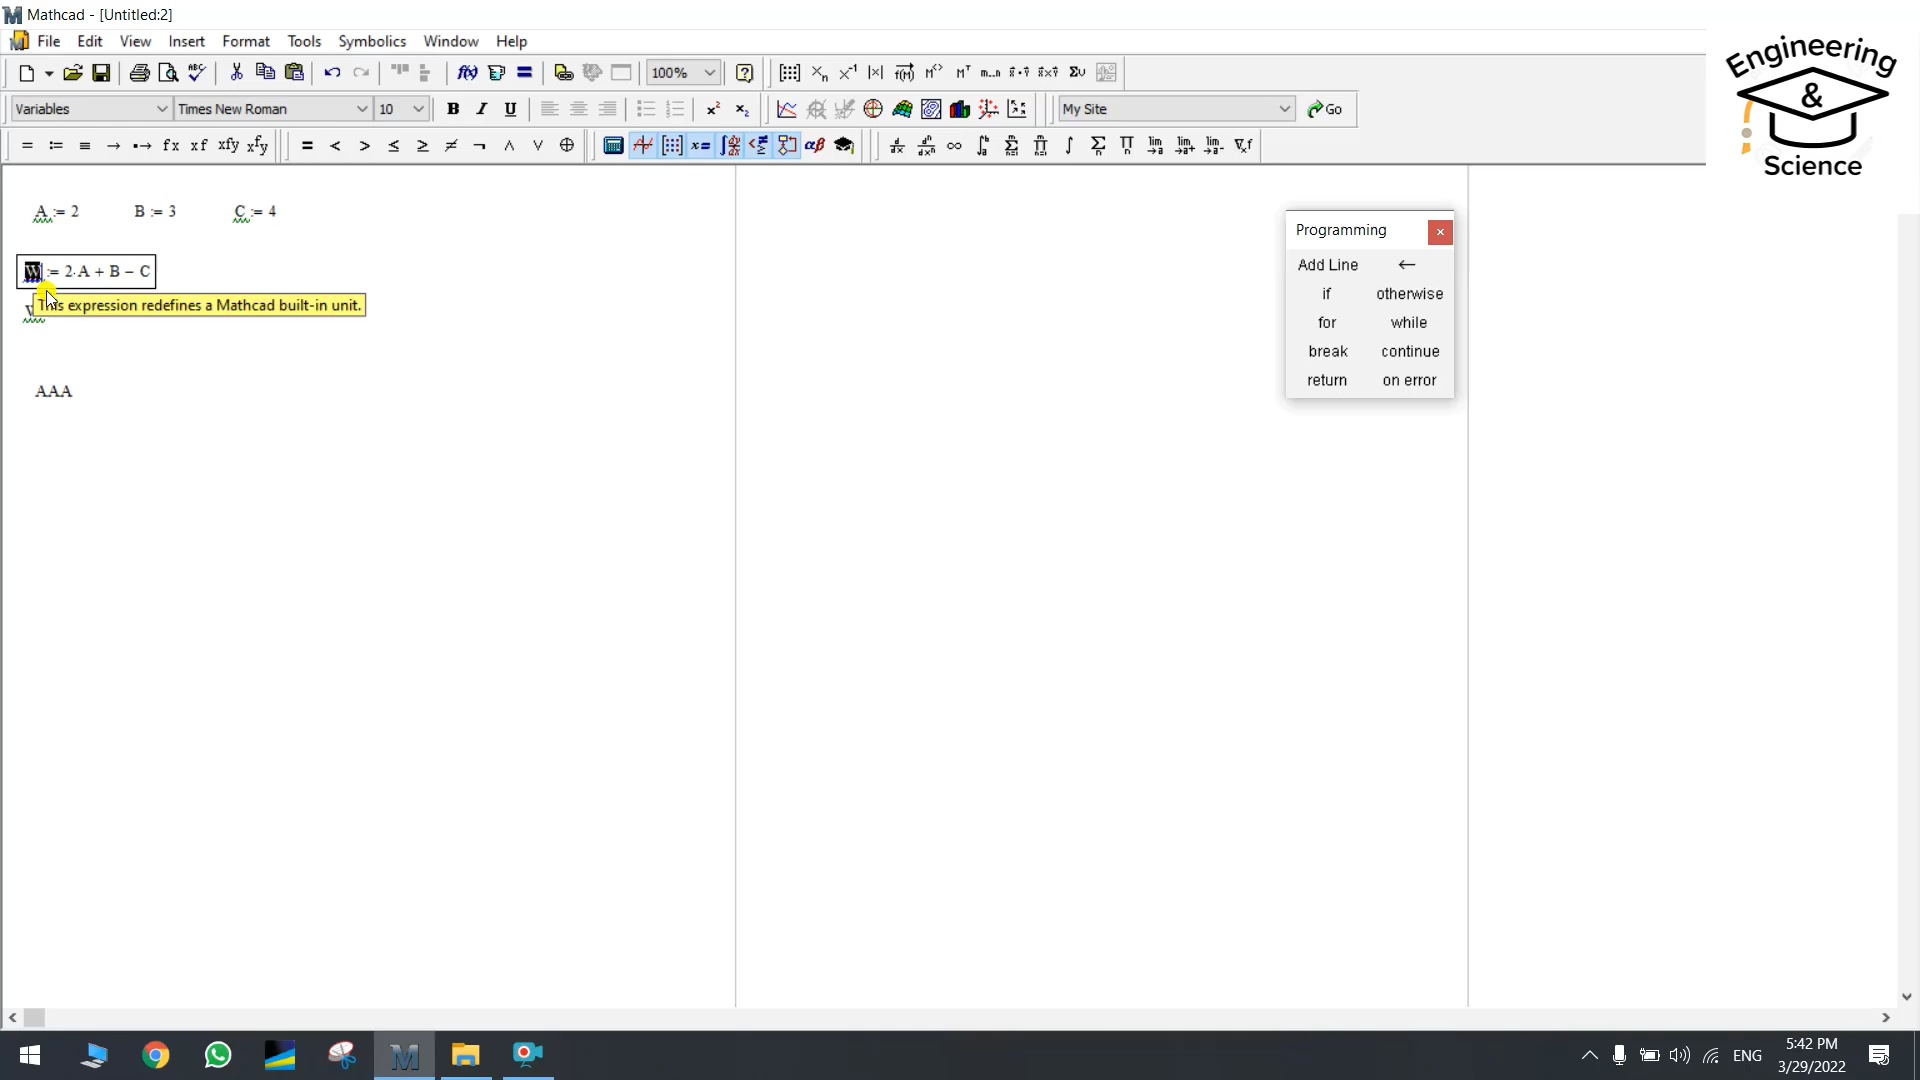 Mathcad - [Untitled:2]
File Edit View Insert Format Tools Symbolics Window Help
100%
Variables Times New Roman 10 B I U My Site Go
A := 2 B := 3 C := 4
W := 2·A + B − C
This expression redefines a Mathcad built-in unit.
AAA
Programming
Add Line ←
if otherwise
for while
break continue
return on error
Engineering
&
Science
ENG
5:42 PM
3/29/2022